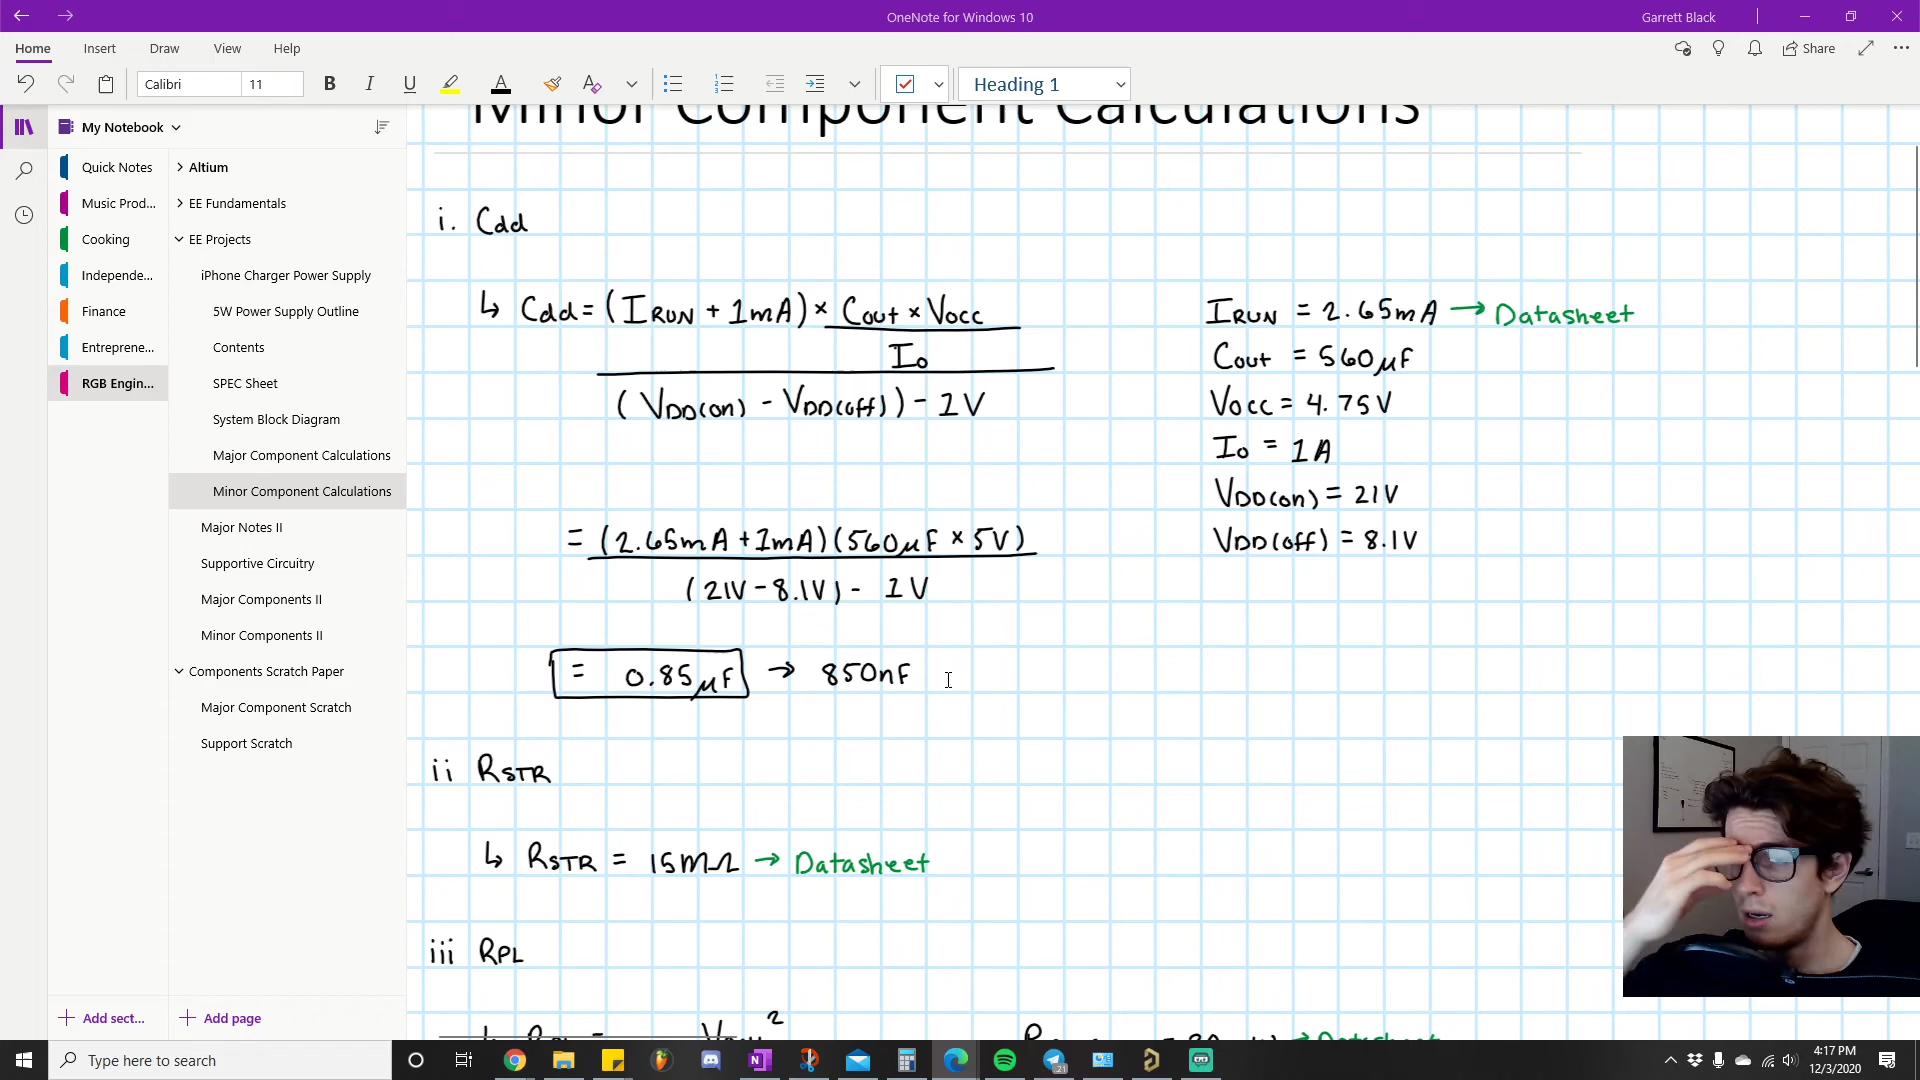 OneNote for Windows 10
Garrett Black
Home Insert Draw View Help
Share
Calibri 11 B I U A Heading 1
My Notebook
Quick Notes
Music Prod...
Cooking
Independe...
Finance
Entreprene...
RGB Engin...
Add sect...
Altium
EE Fundamentals
EE Projects
iPhone Charger Power Supply
5W Power Supply Outline
Contents
SPEC Sheet
System Block Diagram
Major Component Calculations
Minor Component Calculations
Major Notes II
Supportive Circuitry
Major Components II
Minor Components II
Components Scratch Paper
Major Component Scratch
Support Scratch
Add page
Minor Component Calculations
i. Cdd
↳ Cdd = (IRUN + 1mA) × Cout × VOCC
Io
(VDD(on) - VDD(off)) - 1V
= (2.65mA + 1mA)(560μF × 5V)
(21V - 8.1V) - 1V
= 0.85μF → 850nF
IRUN = 2.65mA → Datasheet
Cout = 560μF
VOCC = 4.75V
Io = 1A
VDD(on) = 21V
VDD(off) = 8.1V
ii RSTR
↳ RSTR = 15MΩ → Datasheet
iii RPL
Type here to search
21
4:17 PM
12/3/2020